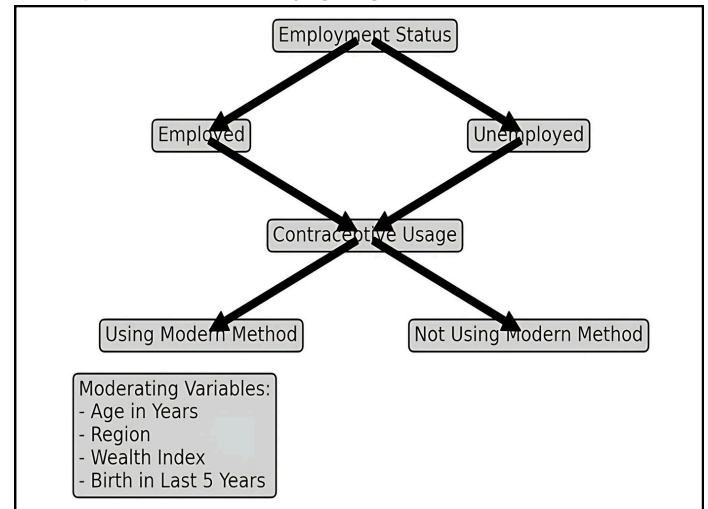 Employment Status
Employed
Unemployed
Contraceptive Usage
Using Modern Method
Not Using Modern Method
Moderating Variables:
- Age in Years
- Region
- Wealth Index
- Birth in Last 5 Years